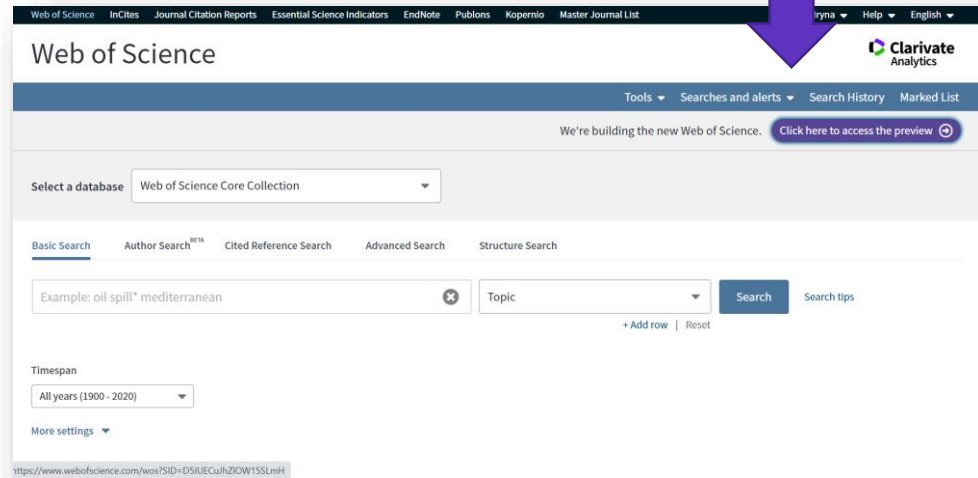 Web of Science InCites Journal Citation Reports Essential Science Indicators EndNote Publons Kopernio Master Journal List Iryna Help English
Web of Science
Clarivate
Analytics
Tools Searches and alerts Search History Marked List
We're building the new Web of Science. Click here to access the preview
Select a database Web of Science Core Collection
Basic Search Author Search BETA Cited Reference Search Advanced Search Structure Search
Example: oil spill* mediterranean Topic Search Search tips
+ Add row | Reset
Timespan
All years (1900 - 2020)
More settings
https://www.webofscience.com/wos?SID=D5IUECuJhZlOW15SLmH